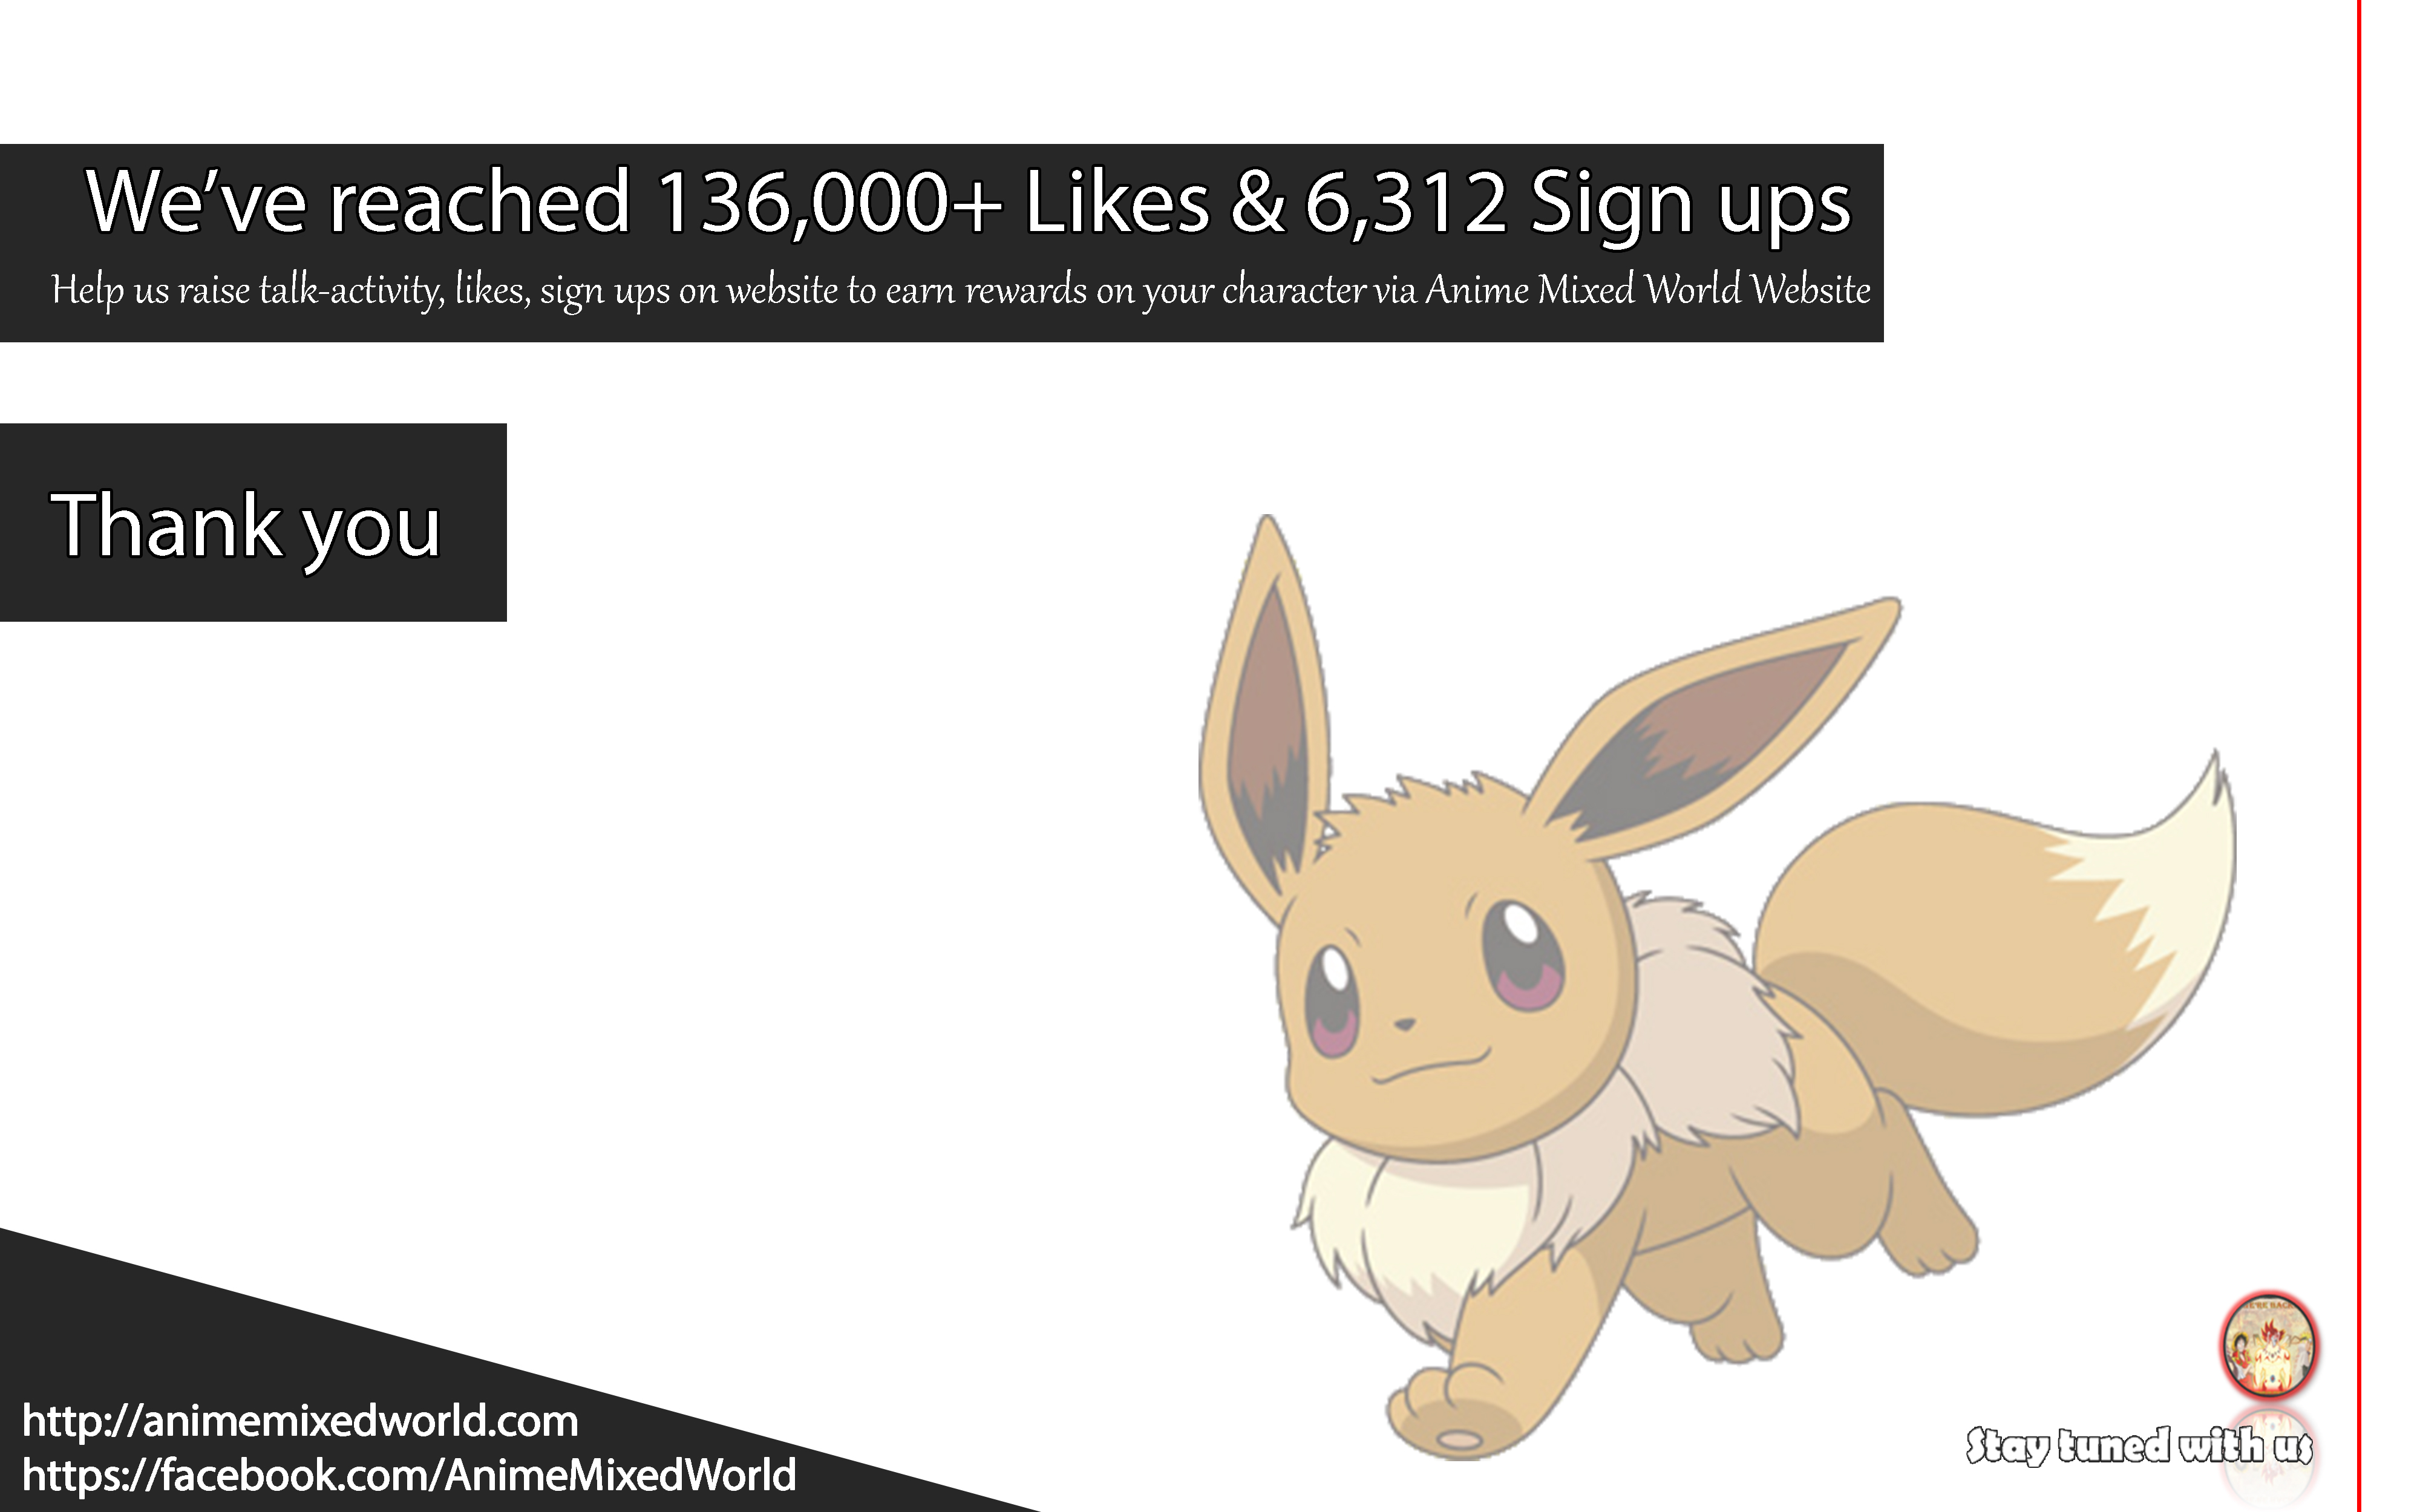 We’ve reached 136,000+ Likes & 6,312 Sign ups
Help us raise talk-activity, likes, sign ups on website to earn rewards on your character via Anime Mixed World Website
Thank you
http://animemixedworld.com
https://facebook.com/AnimeMixedWorld
Stay tuned with us